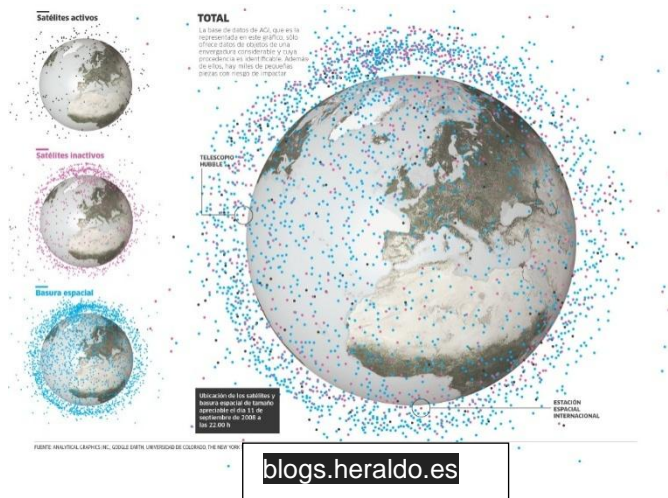 Satélites activos
Satélites inactivos
Basura espacial
TOTAL
La base de datos de AGI, que es la
representada en este gráfico, sólo
ofrece datos de objetos de una
envergadura considerable y cuya
procedencia es identificable. Además
de ellos, hay miles de pequeñas
piezas con riesgo de impactar
TELESCOPIO
HUBBLE
Ubicación de los satélites y
basura espacial de tamaño
apreciable el día 11 de
septiembre de 2008 a
las 22.00 h
ESTACIÓN
ESPACIAL
INTERNACIONAL
FUENTE: ANALYTICAL GRAPHICS INC., GOOGLE EARTH, UNIVERSIDAD DE COLORADO, THE NEW YORK
blogs.heraldo.es